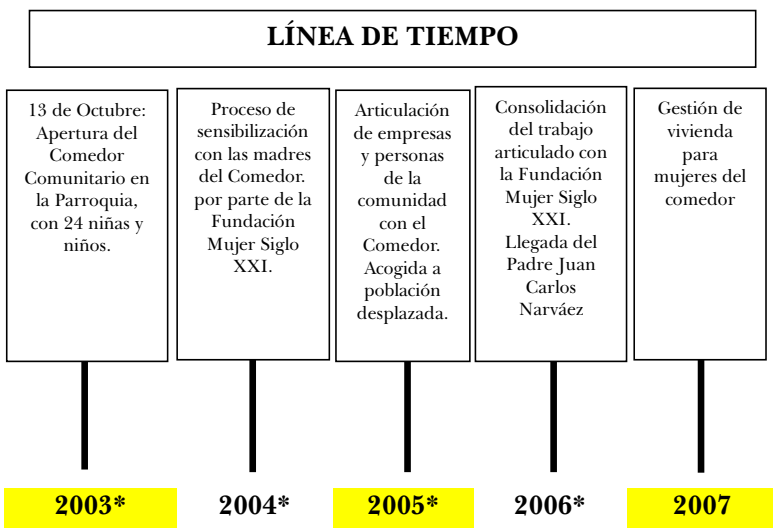 LÍNEA DE TIEMPO
13 de Octubre:
Apertura del
Comedor
Comunitario en
la Parroquia,
con 24 niñas y
niños.
Proceso de
sensibilización
con las madres
del Comedor.
por parte de la
Fundación
Mujer Siglo
XXI.
Articulación
de empresas
y personas
de la
comunidad
con el
Comedor.
Acogida a
población
desplazada.
Consolidación
del trabajo
articulado con
la Fundación
Mujer Siglo
XXI.
Llegada del
Padre Juan
Carlos
Narváez
Gestión de
vivienda
para
mujeres del
comedor
2003*
2004*
2005*
2006*
2007